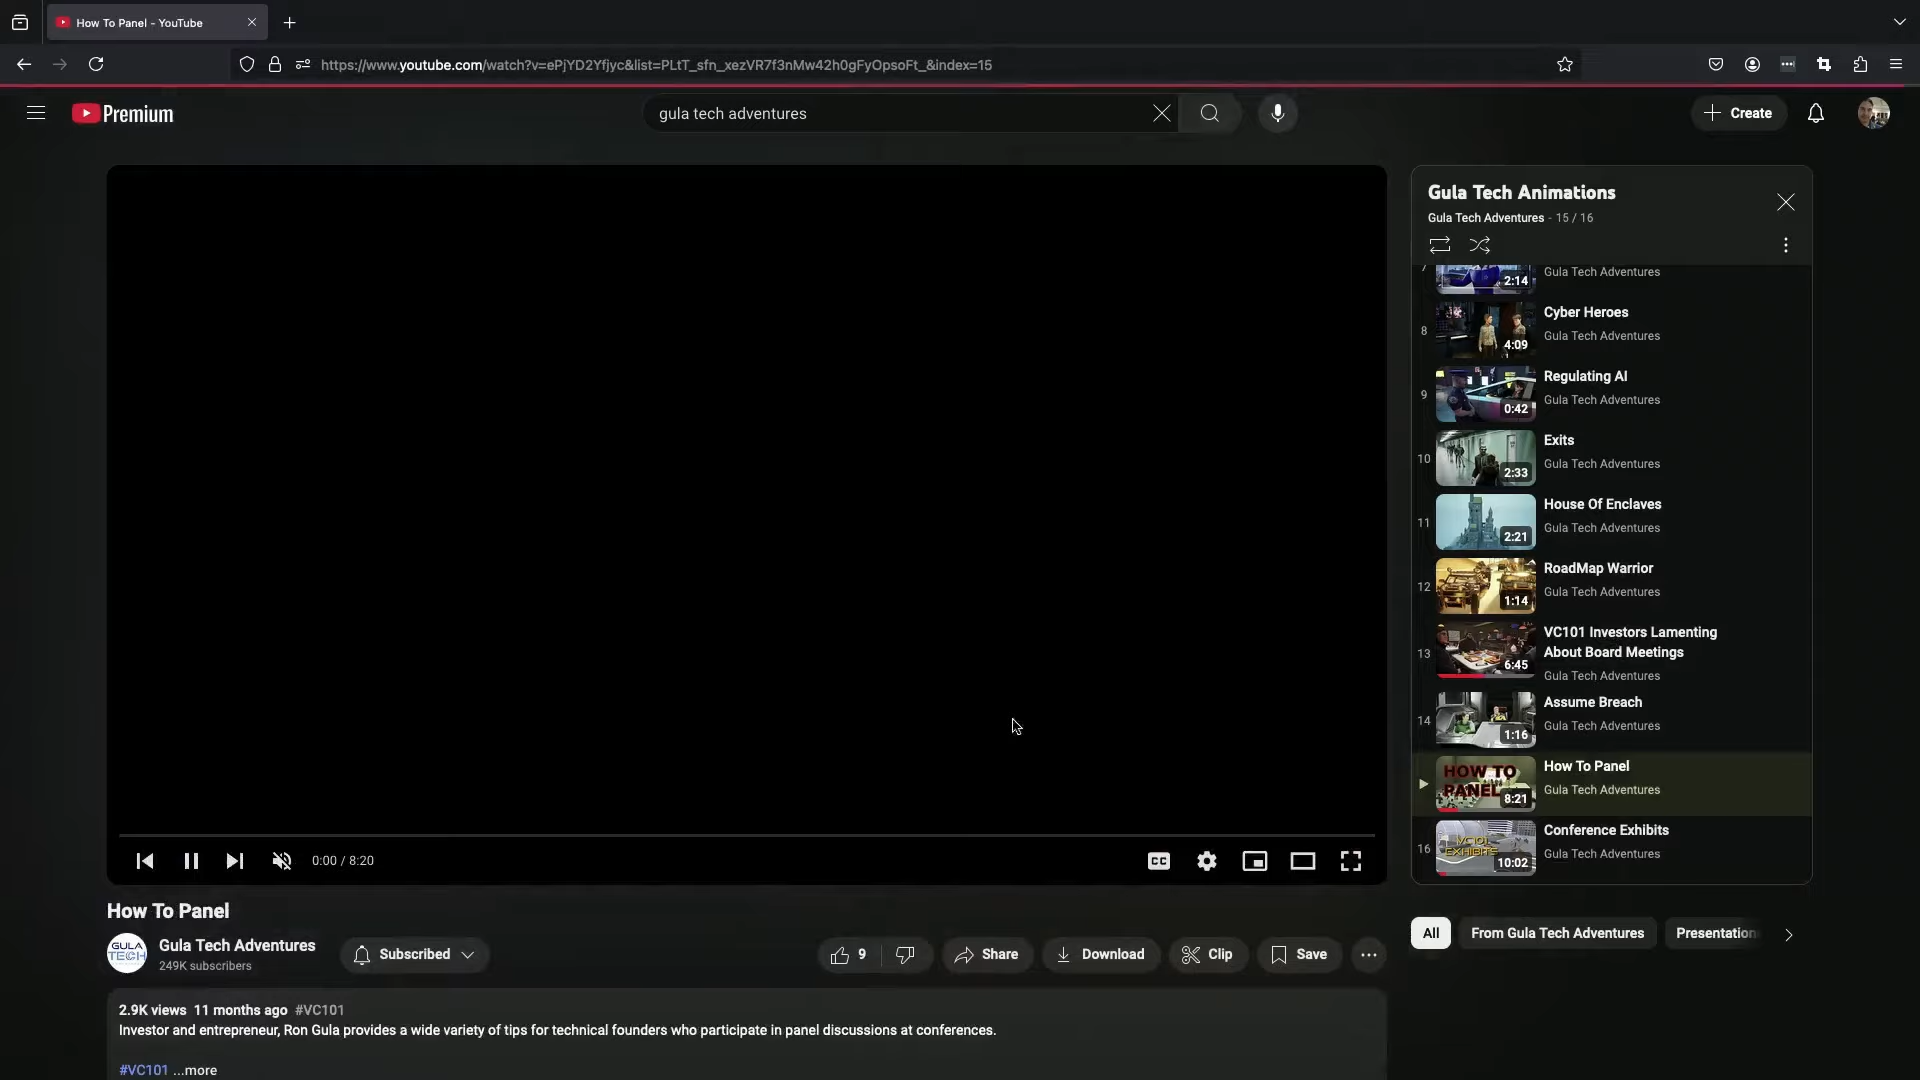 How To Panel - YouTube
https://www.youtube.com/watch?v=ePjYD2Yfjyc&list=PLtT_sfn_xezVR7f3nMw42h0gFyOpsoFt_&index=15
Premium
gula tech adventures
Create
Gula Tech Animations
Gula Tech Adventures - 15 / 16
7
2:14
Gula Tech Adventures
8
4:09
Cyber Heroes
Gula Tech Adventures
9
0:42
Regulating AI
Gula Tech Adventures
10
2:33
Exits
Gula Tech Adventures
11
2:21
House Of Enclaves
Gula Tech Adventures
12
1:14
RoadMap Warrior
Gula Tech Adventures
13
6:45
VC101 Investors Lamenting
About Board Meetings
Gula Tech Adventures
14
1:16
Assume Breach
Gula Tech Adventures
HOW TO
PANEL
8:21
How To Panel
Gula Tech Adventures
16
VC101
EXHIBITS
10:02
Conference Exhibits
Gula Tech Adventures
0:00 / 8:20
CC
How To Panel
GULA
TECH
Gula Tech Adventures
249K subscribers
Subscribed
9
Share
Download
Clip
Save
All
From Gula Tech Adventures
Presentation
2.9K views 11 months ago #VC101
Investor and entrepreneur, Ron Gula provides a wide variety of tips for technical founders who participate in panel discussions at conferences.
#VC101 ...more